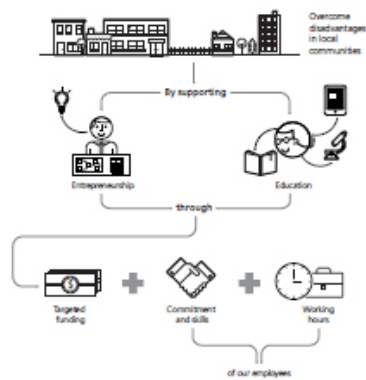 Overcome
disadvantages
in local
communities
By supporting
Entrepreneurship
Education
through
Targeted
funding
Commitment
and skills
Working
hours
of our employees